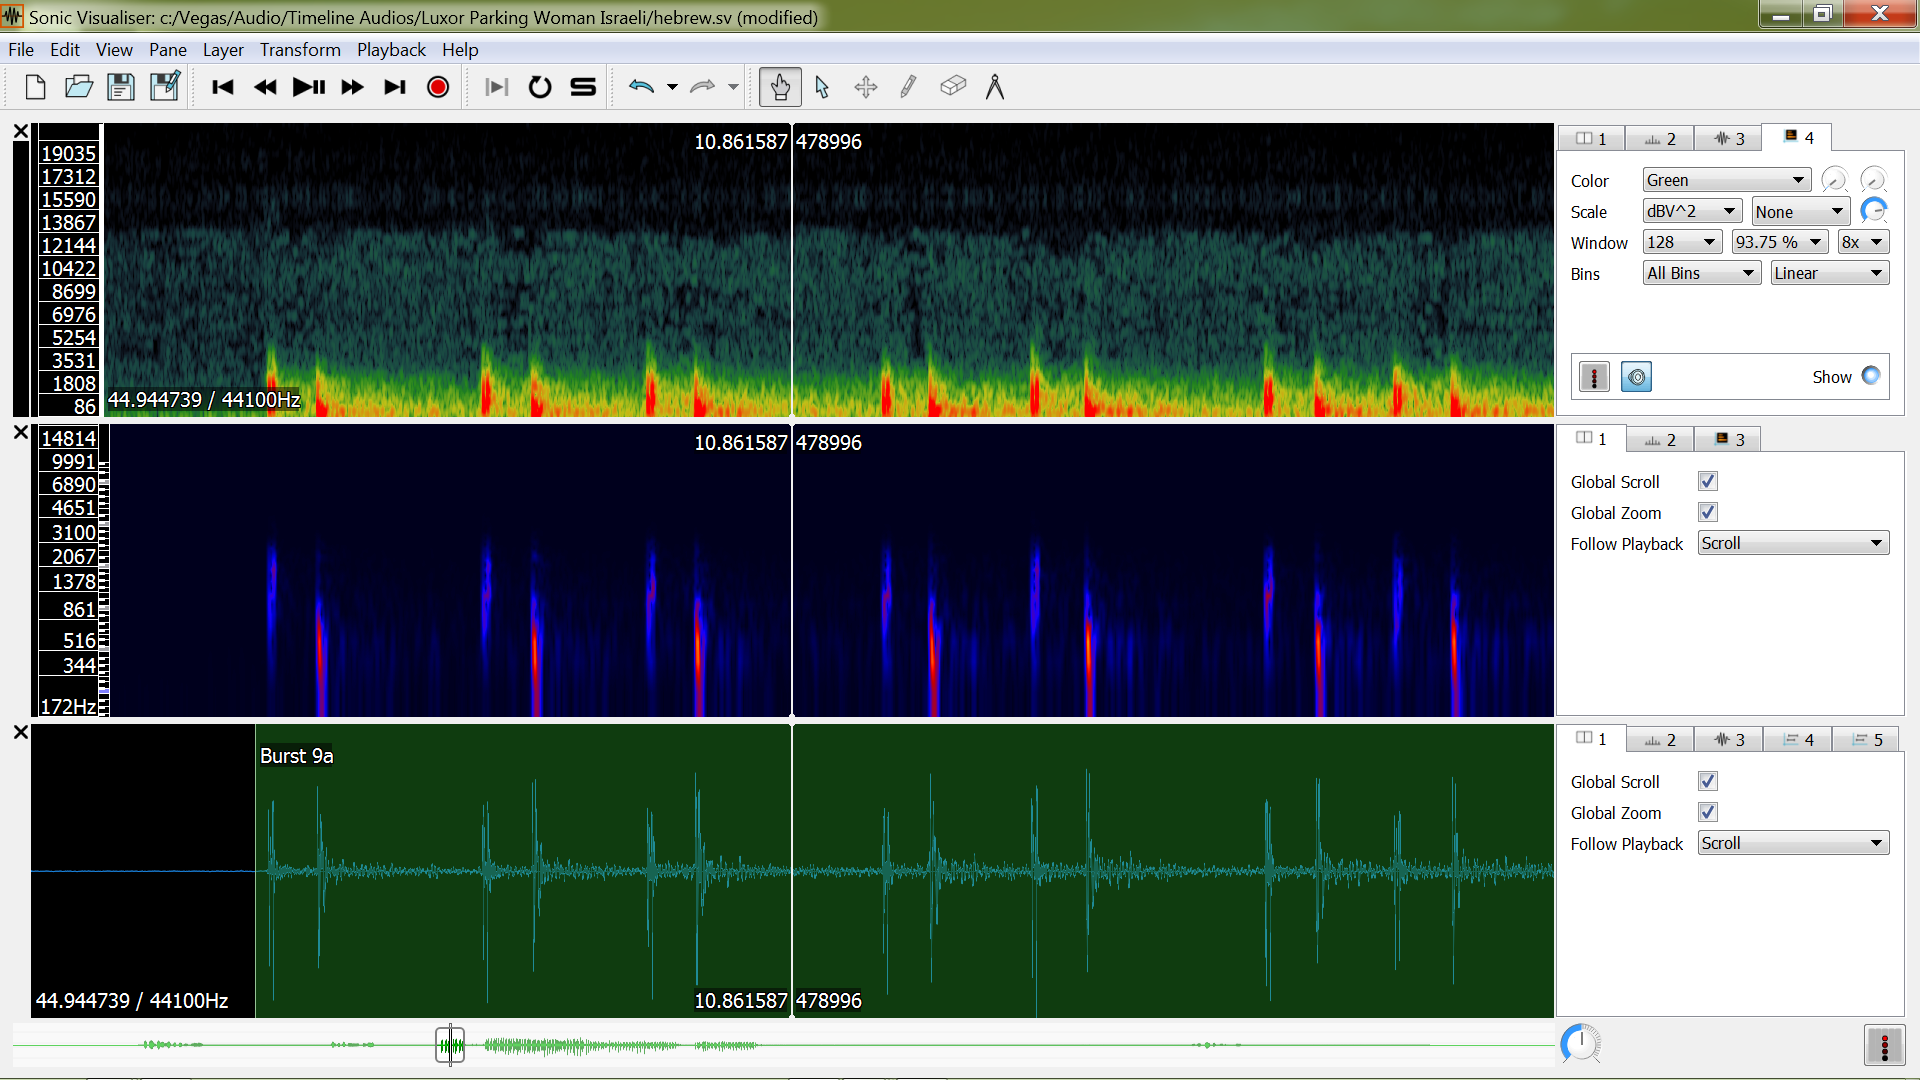 Sonic Visualiser: c:/Vegas/Audio/Timeline Audios/Luxor Parking Woman Israeli/hebrew.sv (modified)
File Edit View Pane Layer Transform Playback Help
10.861587 478996
19035
17312
15590
13867
12144
10422
8699
6976
5254
3531
1808
86
44.944739 / 44100Hz
1 2 3 4
Color Green
Scale dBV^2 None
Window 128 93.75 % 8x
Bins All Bins Linear
Show
10.861587 478996
14814
9991
6890
4651
3100
2067
1378
861
516
344
172Hz
1 2 3
Global Scroll
Global Zoom
Follow Playback Scroll
Burst 9a
44.944739 / 44100Hz
10.861587 478996
1 2 3 4 5
Global Scroll
Global Zoom
Follow Playback Scroll